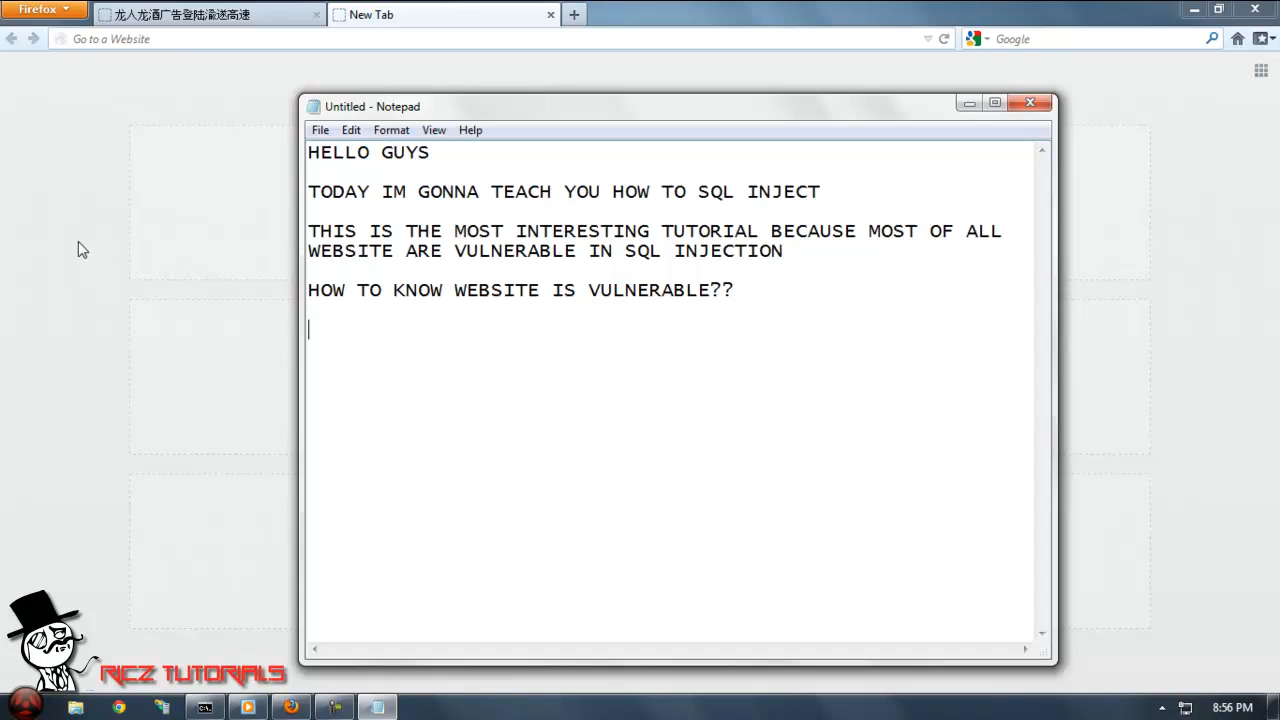 Firefox
龙人龙酒广告登陆渝遂高速
New Tab
Go to a Website
Google
Untitled - Notepad
File Edit Format View Help
HELLO GUYS
TODAY IM GONNA TEACH YOU HOW TO SQL INJECT
THIS IS THE MOST INTERESTING TUTORIAL BECAUSE MOST OF ALL
WEBSITE ARE VULNERABLE IN SQL INJECTION
HOW TO KNOW WEBSITE IS VULNERABLE??
RICZ TUTORIALS
8:56 PM